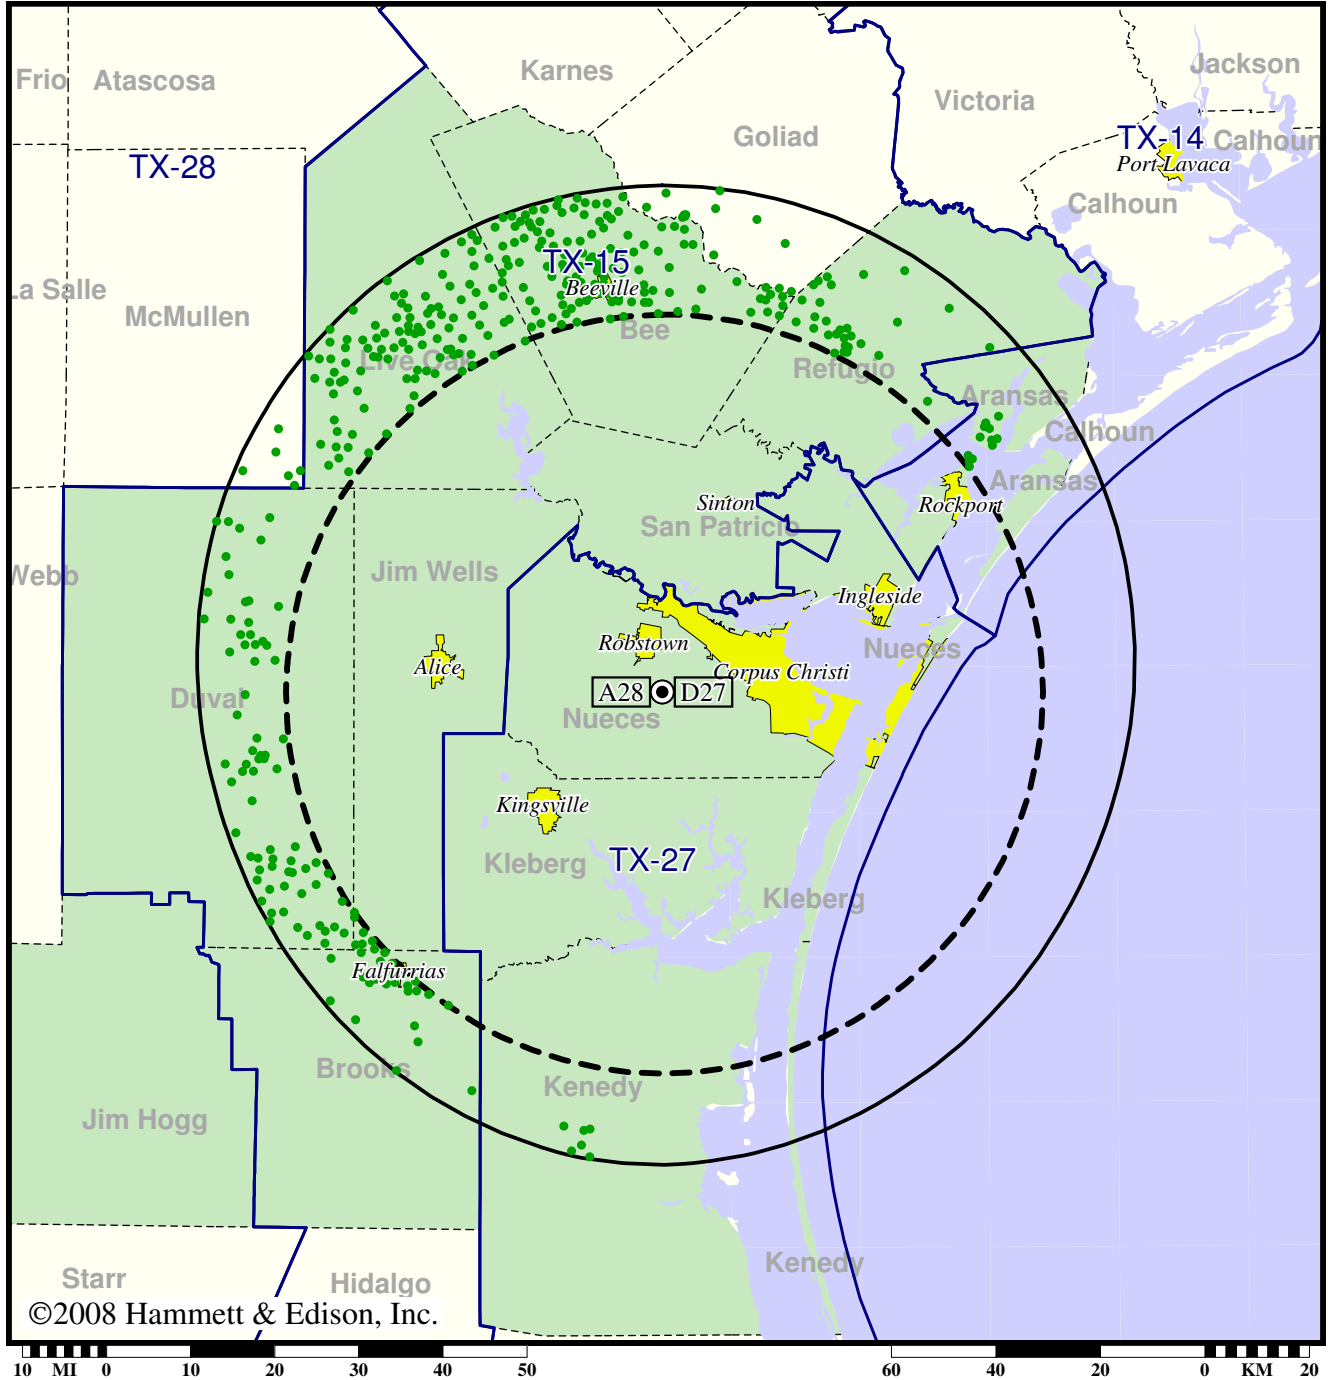 Karnes
Jackson
Frio
Atascosa
Victoria
Goliad
TX-14
Calhoun
TX-28
Port Lavaca
Calhoun
TX-15
La Salle
Beeville
McMullen
Bee
Live Oak
Refugio
Aransas
Calhoun
Aransas
Sinton
Rockport
San Patricio
Webb
Jim Wells
Ingleside
Robstown
Nueces
Alice
Corpus Christi
Duval
A28
D27
Nueces
Kingsville
Kleberg
TX-27
Kleberg
Falfurrias
Brooks
Kenedy
Jim Hogg
Kenedy
Starr
Hidalgo
©2008 Hammett & Edison, Inc.
10 MI 0 10 20 30 40 50
60 40 20 0 KM 20